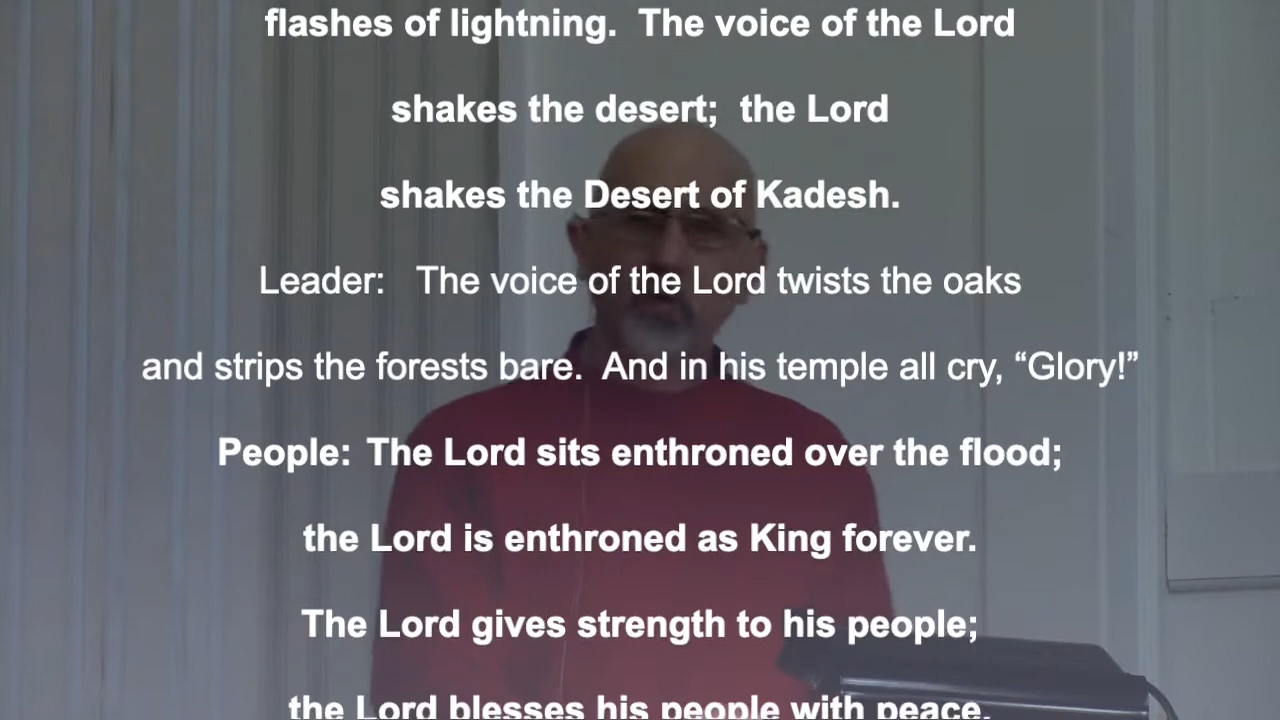 flashes of lightning.  The voice of the Lord
shakes the desert;  the Lord
shakes the Desert of Kadesh.
Leader:   The voice of the Lord twists the oaks
and strips the forests bare.  And in his temple all cry, “Glory!”
People:  The Lord sits enthroned over the flood;
the Lord is enthroned as King forever.
The Lord gives strength to his people;
the Lord blesses his people with peace.